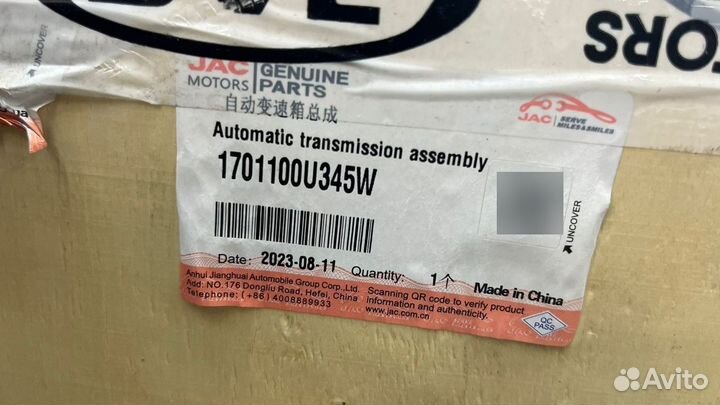 TORS
UNCOVER
JAC MOTORS GENUINE PARTS
自动变速箱总成
JAC SERVE MILES&SMILES
Automatic transmission assembly
1701100U345W
UNCOVER
Date: 2023-08-11 Quantity: 1个 Made in China
Anhui Jianghuai Automobile Group Corp.,Ltd.
Add: NO.176 Dongliu Road, Hefei, China
Telephone: (+86) 4008889933
Scanning QR code to verify product
information and authenticity.
www.jac.com.cn
QC PASS
Avito